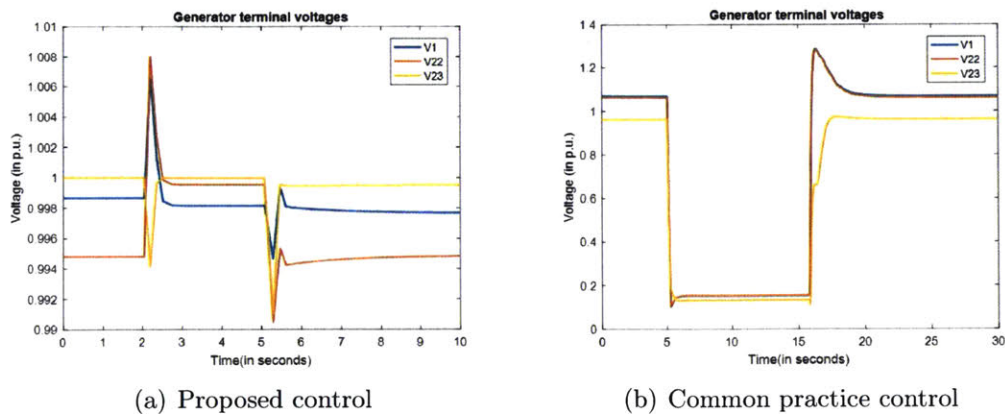 Generator terminal voltages
1.01
1.008
1.006
1.004
1.002
1
0.998
0.996
0.994
0.992
0.99
Voltage (in p.u.)
V1
V22
V23
0 1 2 3 4 5 6 7 8 9 10
Time(in seconds)
(a) Proposed control
Generator terminal voltages
1.4
1.2
1
0.8
0.6
0.4
0.2
0
Voltage (in p.u.)
V1
V22
V23
0 5 10 15 20 25 30
Time(in seconds)
(b) Common practice control